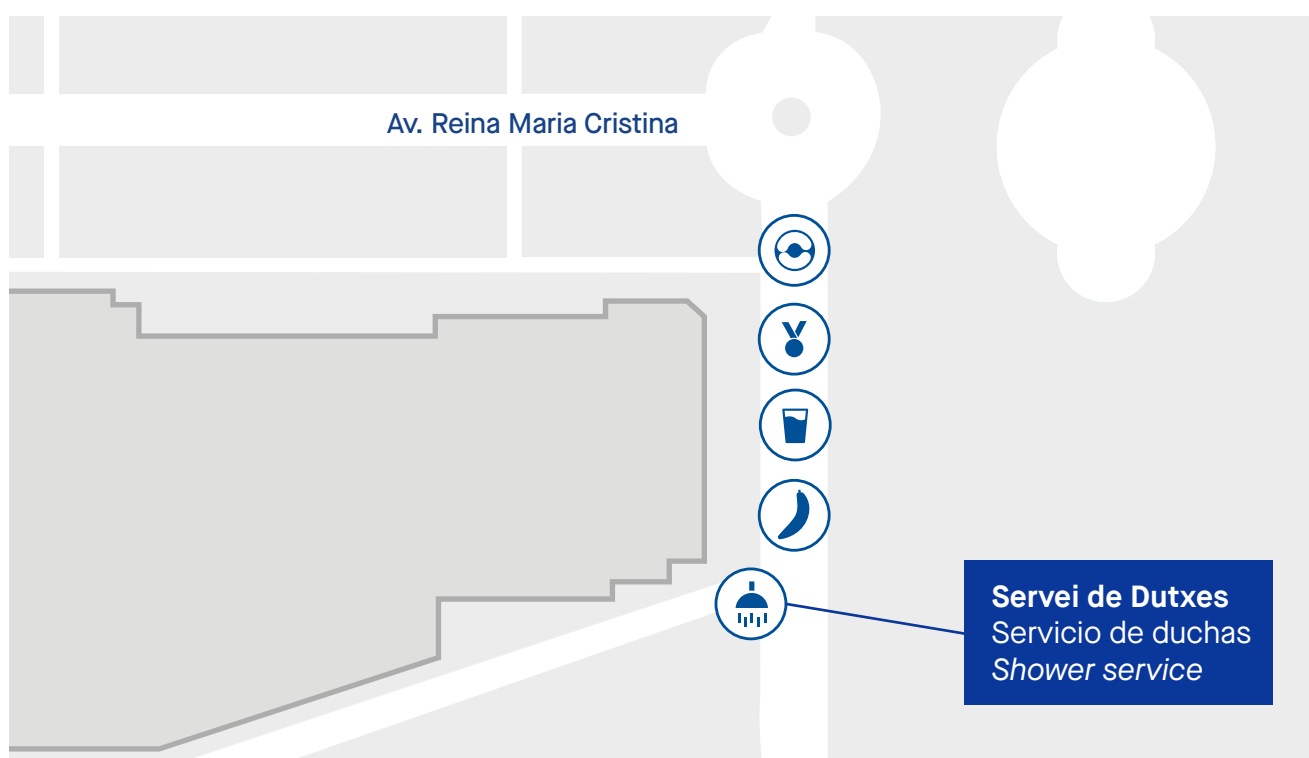 Av. Reina Maria Cristina
Servei de Dutxes
Servicio de duchas
Shower service